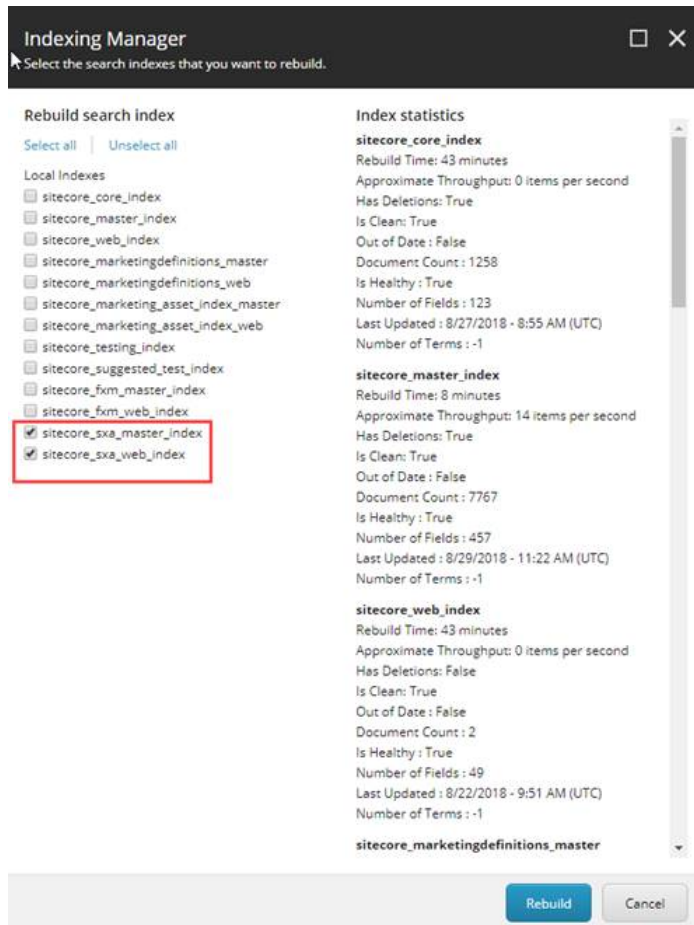 Indexing Manager
Select the search indexes that you want to rebuild.
Rebuild search index
Select all
Unselect all
Local Indexes
sitecore_core_index
sitecore_master_index
sitecore_web_index
sitecore_marketingdefinitions_master
sitecore_marketingdefinitions_web
sitecore_marketing_asset_index_master
sitecore_marketing_asset_index_web
sitecore_testing_index
sitecore_suggested_test_index
sitecore_fxm_master_index
sitecore_fxm_web_index
sitecore_sxa_master_index
sitecore_sxa_web_index
Index statistics
sitecore_core_index
Rebuild Time: 43 minutes
Approximate Throughput: 0 items per second
Has Deletions: True
Is Clean: True
Out of Date : False
Document Count : 1258
Is Healthy : True
Number of Fields : 123
Last Updated : 8/27/2018 - 8:55 AM (UTC)
Number of Terms : -1
sitecore_master_index
Rebuild Time: 8 minutes
Approximate Throughput: 14 items per second
Has Deletions: True
Is Clean: True
Out of Date : False
Document Count : 7767
Is Healthy : True
Number of Fields : 457
Last Updated : 8/29/2018 - 11:22 AM (UTC)
Number of Terms : -1
sitecore_web_index
Rebuild Time: 43 minutes
Approximate Throughput: 0 items per second
Has Deletions: False
Is Clean: True
Out of Date : False
Document Count : 2
Is Healthy : True
Number of Fields : 49
Last Updated : 8/22/2018 - 9:51 AM (UTC)
Number of Terms : -1
sitecore_marketingdefinitions_master
Rebuild
Cancel